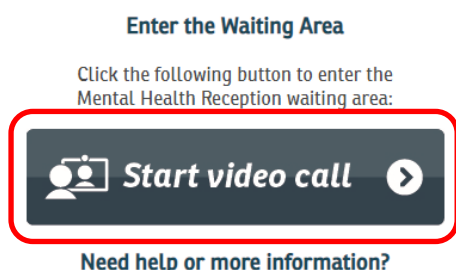 Enter the Waiting Area
Click the following button to enter the
Mental Health Reception waiting area:
Start video call
Need help or more information?